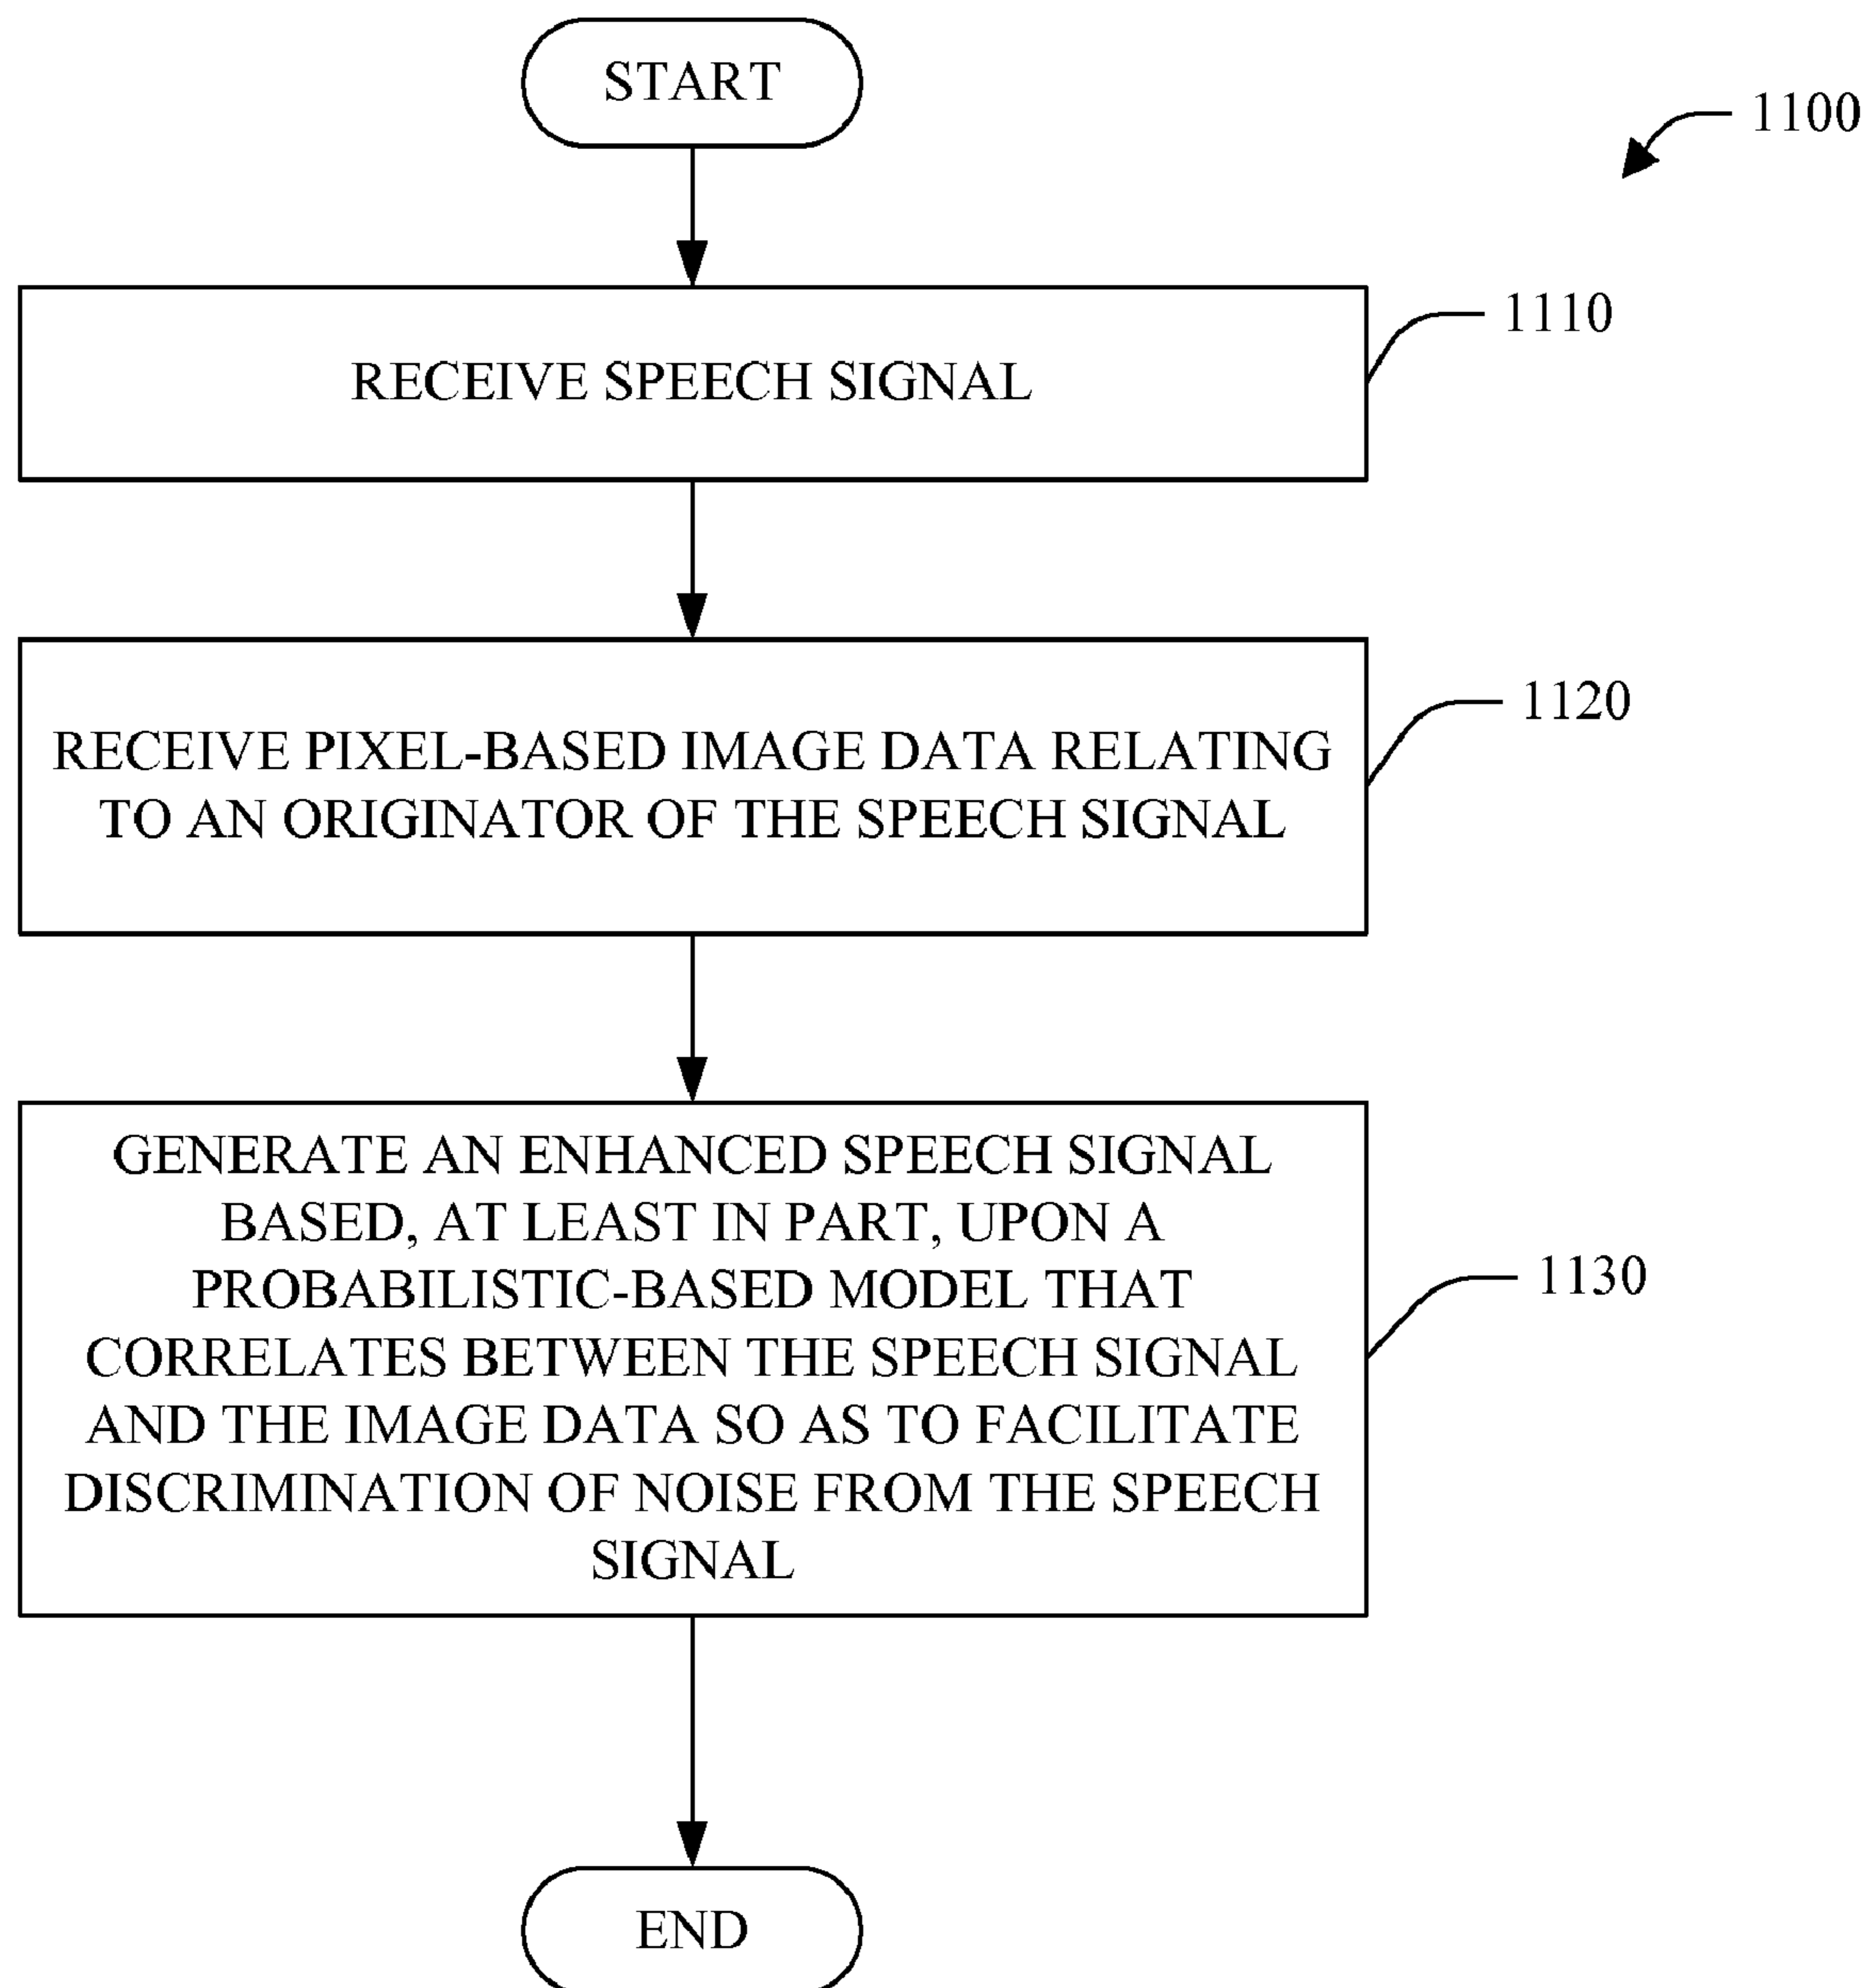 START
1100
RECEIVE SPEECH SIGNAL
1110
RECEIVE PIXEL-BASED IMAGE DATA RELATING
TO AN ORIGINATOR OF THE SPEECH SIGNAL
1120
GENERATE AN ENHANCED SPEECH SIGNAL
BASED, AT LEAST IN PART, UPON A
PROBABILISTIC-BASED MODEL THAT
CORRELATES BETWEEN THE SPEECH SIGNAL
AND THE IMAGE DATA SO AS TO FACILITATE
DISCRIMINATION OF NOISE FROM THE SPEECH
SIGNAL
1130
END